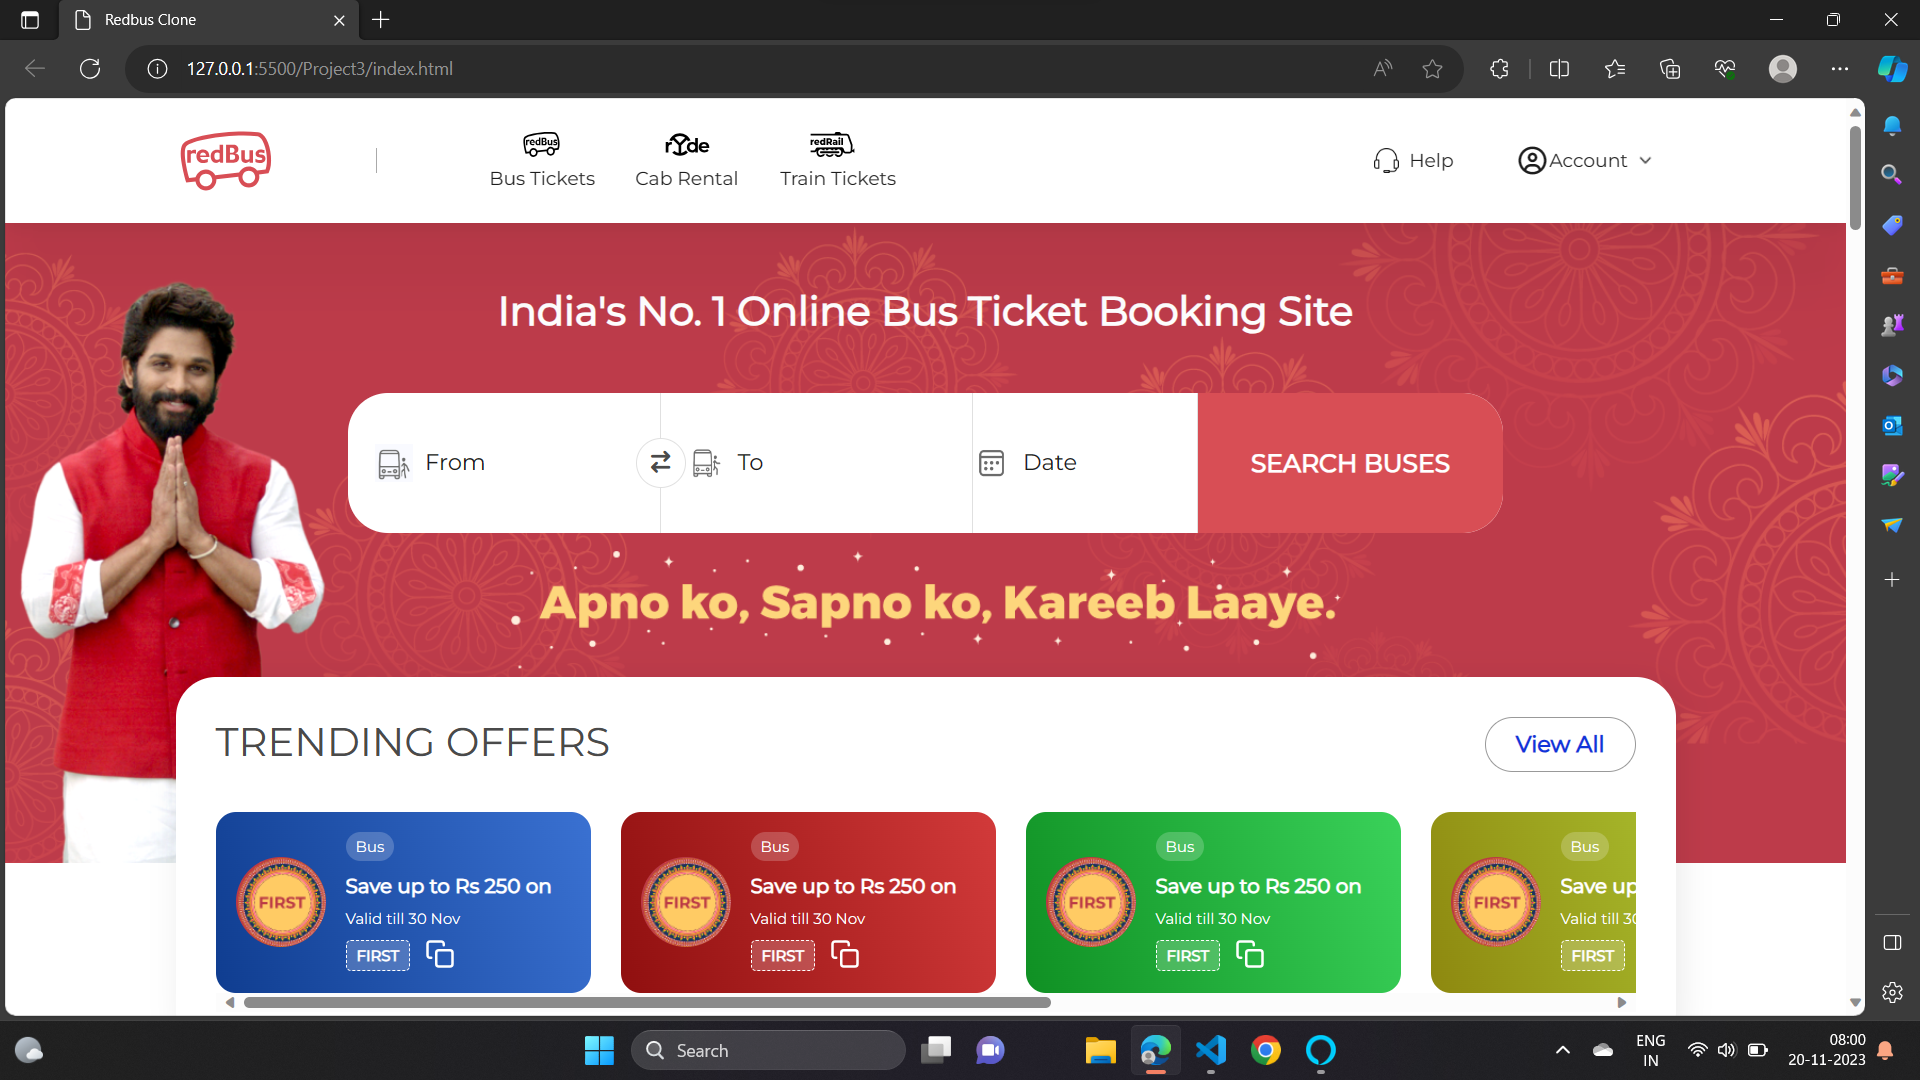 Redbus Clone
127.0.0.1:5500/Project3/index.html
redBus
redBus
rYde
redRail
Bus Tickets
Cab Rental
Train Tickets
Help
Account
India's No. 1 Online Bus Ticket Booking Site
From
To
Date
SEARCH BUSES
Apno ko, Sapno ko, Kareeb Laaye.
TRENDING OFFERS
View All
Bus
FIRST
Save up to Rs 250 on
Valid till 30 Nov
FIRST
Bus
FIRST
Save up to Rs 250 on
Valid till 30 Nov
FIRST
Bus
FIRST
Save up to Rs 250 on
Valid till 30 Nov
FIRST
Bus
FIRST
Save up
Valid till 30
FIRST
Search
ENG
IN
08:00
20-11-2023